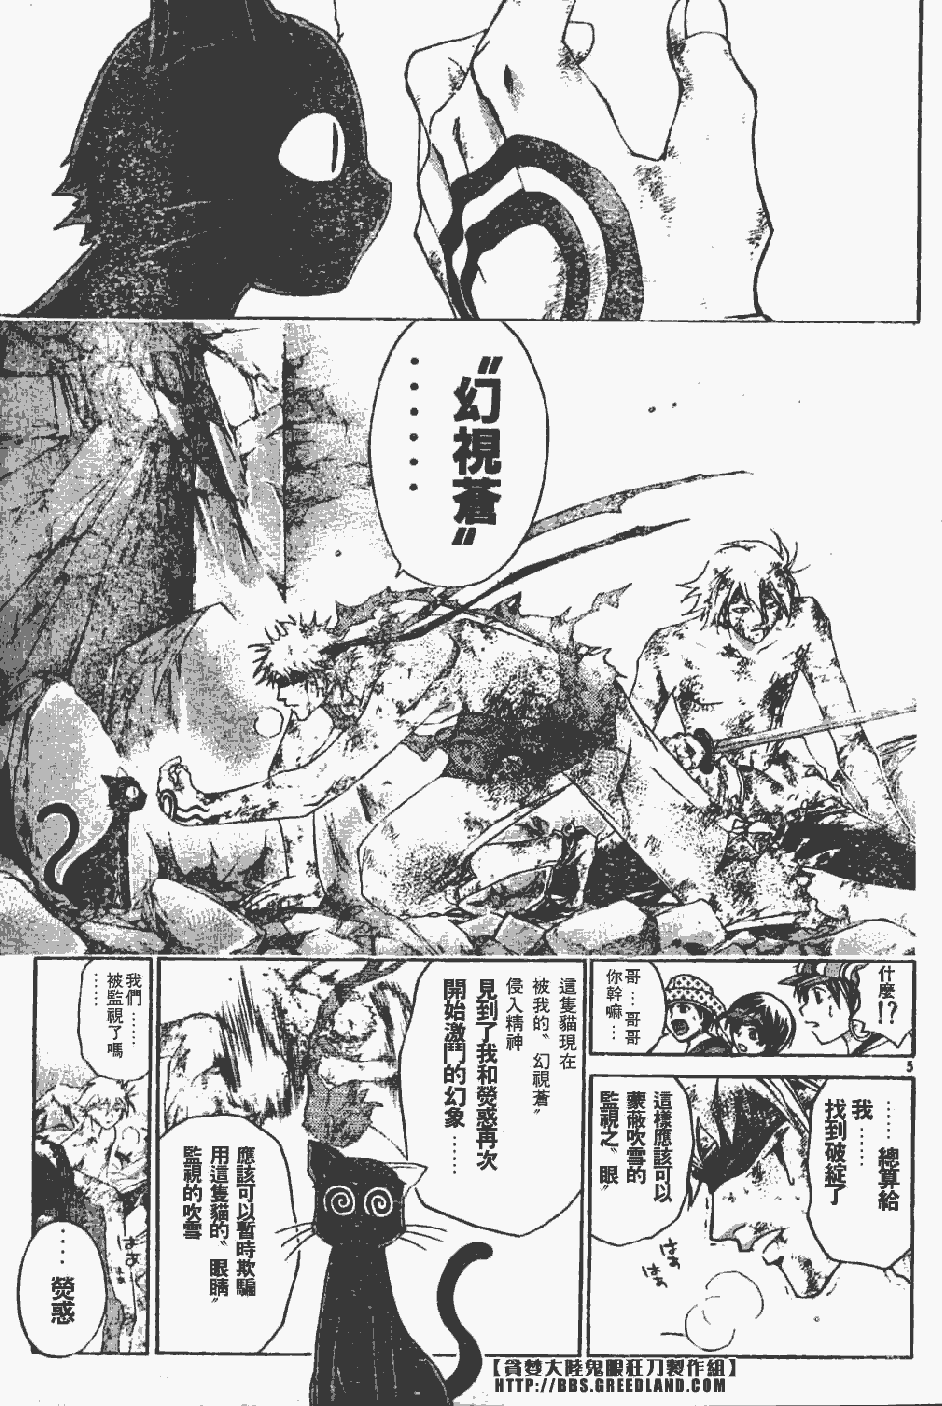 〝幻視蒼〞
……
什麼!?
哥…哥哥
你幹嘛…
5
……總算給
我……
找到破綻了
這樣應該可以
蒙蔽吹雪的
監視之〝眼〞
はぁ
はぁ
這隻貓現在
被我的〝幻視蒼〞
侵入精神
見到了我和熒惑再次
開始激鬥的幻象……
應該可以暫時欺騙
用這隻貓的〝眼睛〞
監視的吹雪
我們……
被監視了嗎
……
はぁ
はぁ
……熒惑
【貪婪大陸鬼眼狂刀製作組】
HTTP://BBS.GREEDLAND.COM